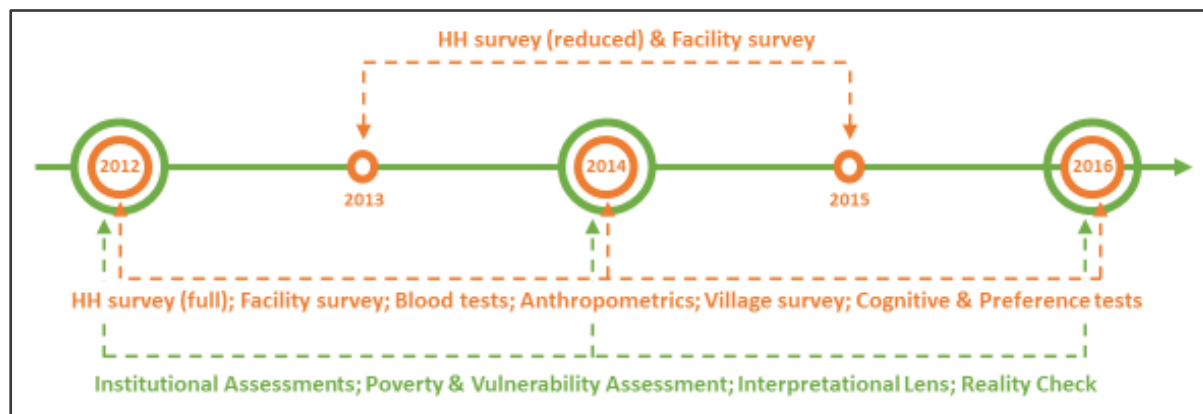 HH survey (reduced) & Facility survey
2012
2014
2016
2013
2015
HH survey (full); Facility survey; Blood tests; Anthropometrics; Village survey; Cognitive & Preference tests
Institutional Assessments; Poverty & Vulnerability Assessment; Interpretational Lens; Reality Check